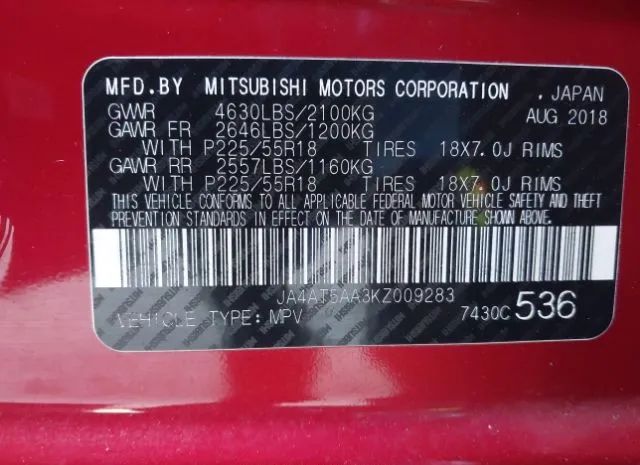 MFD.BY MITSUBISHI MOTORS CORPORATION , JAPAN
GWR 4630LBS/2100KG AUG 2018
GAWR FR 2646LBS/1200KG
WITH P225/55R18 TIRES 18X7.0J RIMS
GAWR RR 2557LBS/1160KG
WITH P225/55R18 TIRES 18X7.0J RIMS
THIS VEHICLE CONFORMS TO ALL APPLICABLE FEDERAL MOTOR VEHICLE SAFETY AND THEFT
PREVENTION STANDARDS IN EFFECT ON THE DATE OF MANUFACTURE SHOWN ABOVE.
JA4AT5AA3KZ009283
VEHICLE TYPE:MPV 7430C 536